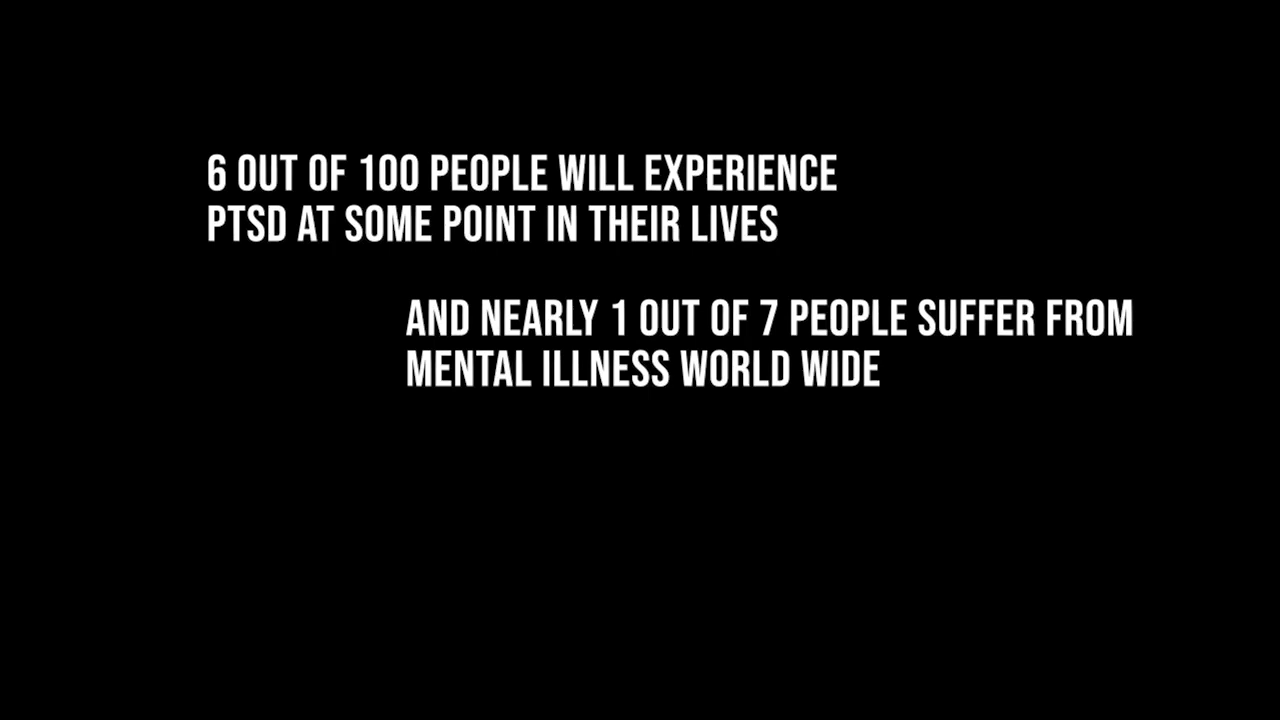 6 OUT OF 100 PEOPLE WILL EXPERIENCE
PTSD AT SOME POINT IN THEIR LIVES
AND NEARLY 1 OUT OF 7 PEOPLE SUFFER FROM
MENTAL ILLNESS WORLD WIDE